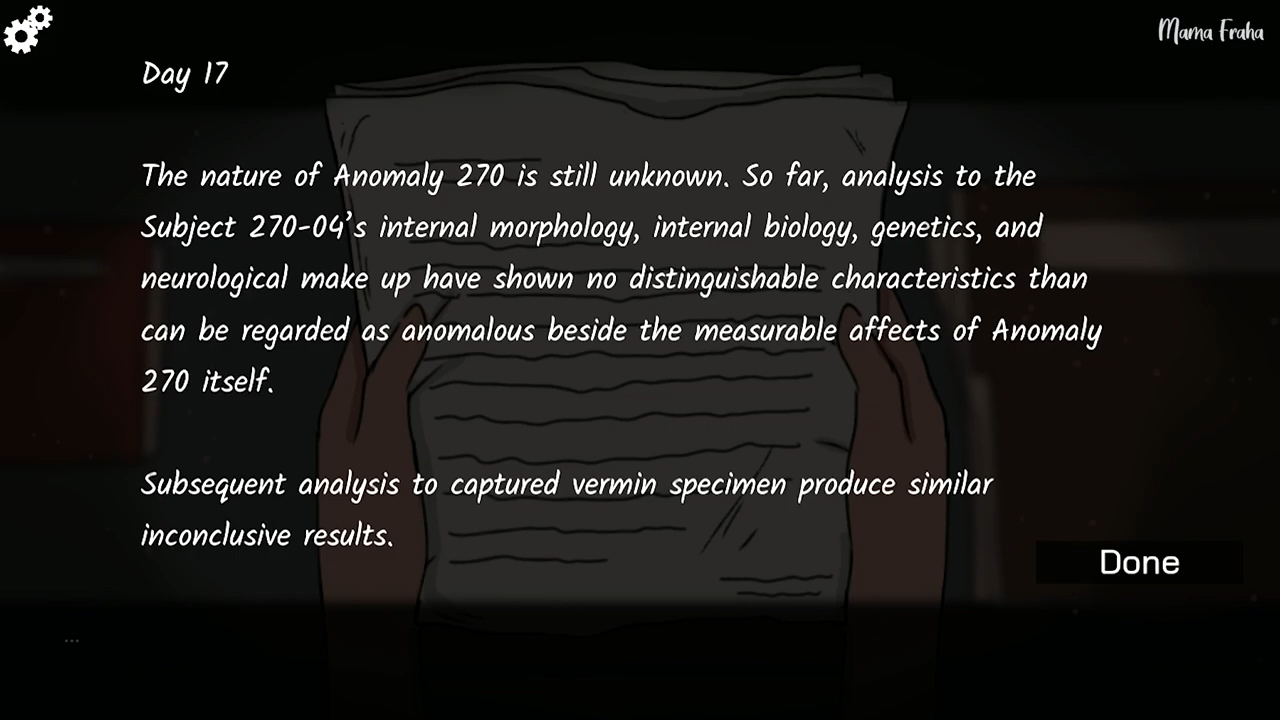 Mama Fraha
Day 17
The nature of Anomaly 270 is still unknown. So far, analysis to the
Subject 270-04's internal morphology, internal biology, genetics, and
neurological make up have shown no distinguishable characteristics than
can be regarded as anomalous beside the measurable affects of Anomaly
270 itself.
Subsequent analysis to captured vermin specimen produce similar
inconclusive results.
Done
...